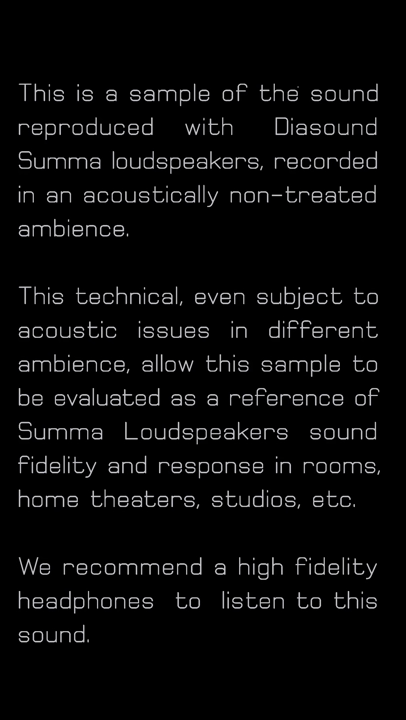 This is a sample of the sound
reproduced with Diasound
Summa loudspeakers, recorded
in an acoustically non-treated
ambience.
This technical, even subject to
acoustic issues in different
ambience, allow this sample to
be evaluated as a reference of
Summa Loudspeakers sound
fidelity and response in rooms,
home theaters, studios, etc.
We recommend a high fidelity
headphones to listen to this
sound.